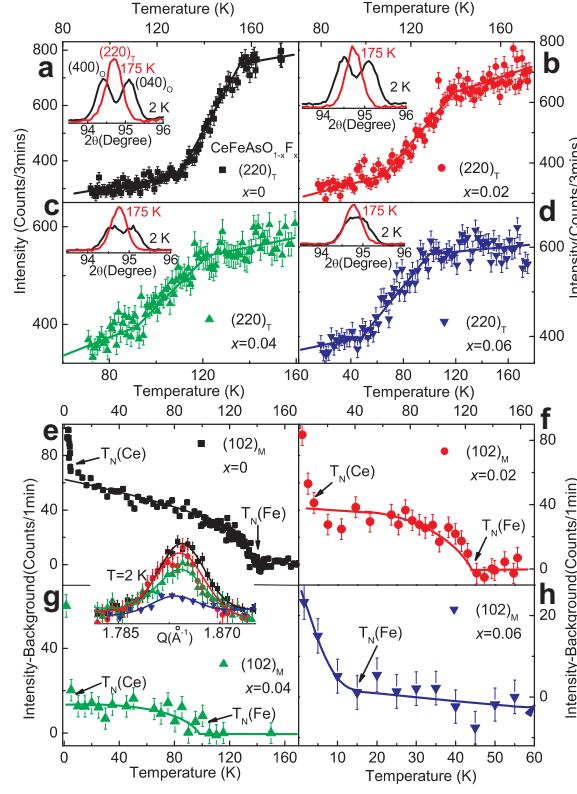 Temerature (K)
Temperature (K)
80 120 160
80 120 160
Intensity (Counts/3mins)
800
600
400
a
(220)T
(400)O
175 K
(040)O
2 K
94 95 96
2θ(Degree)
CeFeAsO1-xFx
(220)T
x=0
b
175 K
2 K
94 95 96
2θ(Degree)
(220)T
x=0.02
800
600
400
Intensity(Counts/3mins)
c
175 K
2 K
94 95 96
2θ(Degree)
(220)T
x=0.04
600
400
80 120 160
Temperature (K)
d
175 K
2 K
94 95 96
2θ(Degree)
(220)T
x=0.06
600
400
40 80 120 160
Temperature (K)
Temperature (K)
0 40 80 120 160
0 40 80 120 160
Intensity-Background(Counts/1min)
e
(102)M
x=0
TN(Ce)
TN(Fe)
80
40
0
T=2 K
1.785 1.870
Q(Å-1)
f
(102)M
x=0.02
TN(Ce)
TN(Fe)
80
40
0
Intensity-Background(Counts/1min)
g
(102)M
x=0.04
TN(Ce)
TN(Fe)
40
0
0 40 80 120 160
Temperature (K)
h
(102)M
x=0.06
TN(Fe)
20
0
0 10 20 30 40 50 60
Temperature (K)